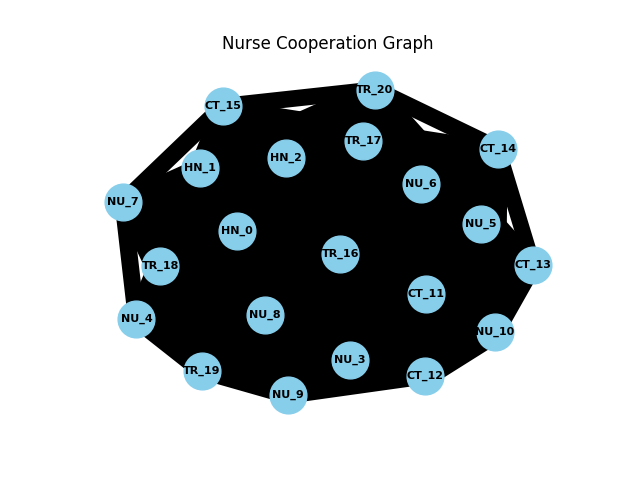 Nurse Cooperation Graph
TR_20
CT_15
TR_17
CT_14
HN_2
HN_1
NU_6
NU_7
NU_5
HN_0
TR_16
CT_13
TR_18
CT_11
NU_8
NU_4
NU_10
NU_3
TR_19
CT_12
NU_9